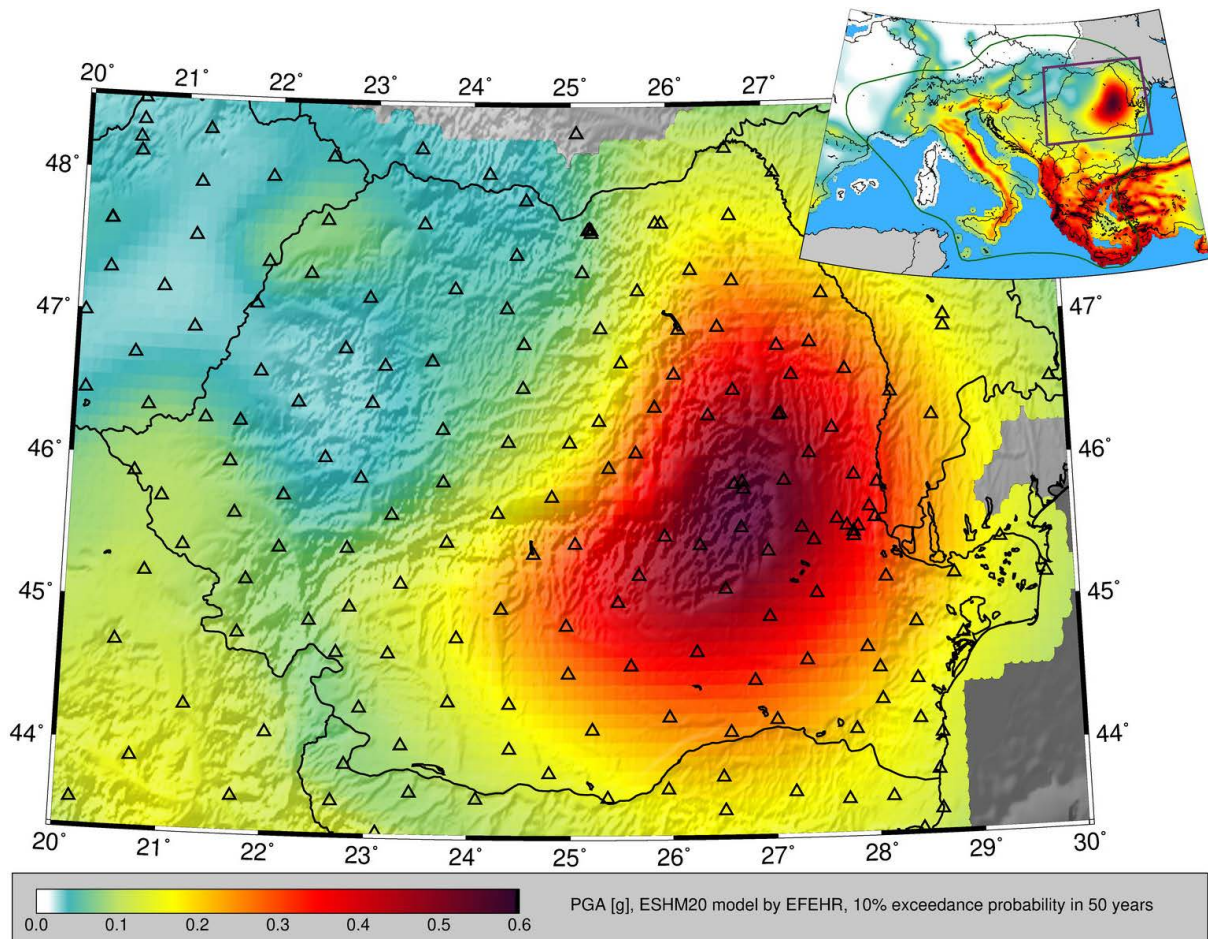 20˚ 21˚ 22˚ 23˚ 24˚ 25˚ 26˚ 27˚
48˚
47˚ 47˚
46˚ 46˚
45˚ 45˚
44˚ 44˚
20˚ 21˚ 22˚ 23˚ 24˚ 25˚ 26˚ 27˚ 28˚ 29˚ 30˚
0.0 0.1 0.2 0.3 0.4 0.5 0.6
PGA [g], ESHM20 model by EFEHR, 10% exceedance probability in 50 years